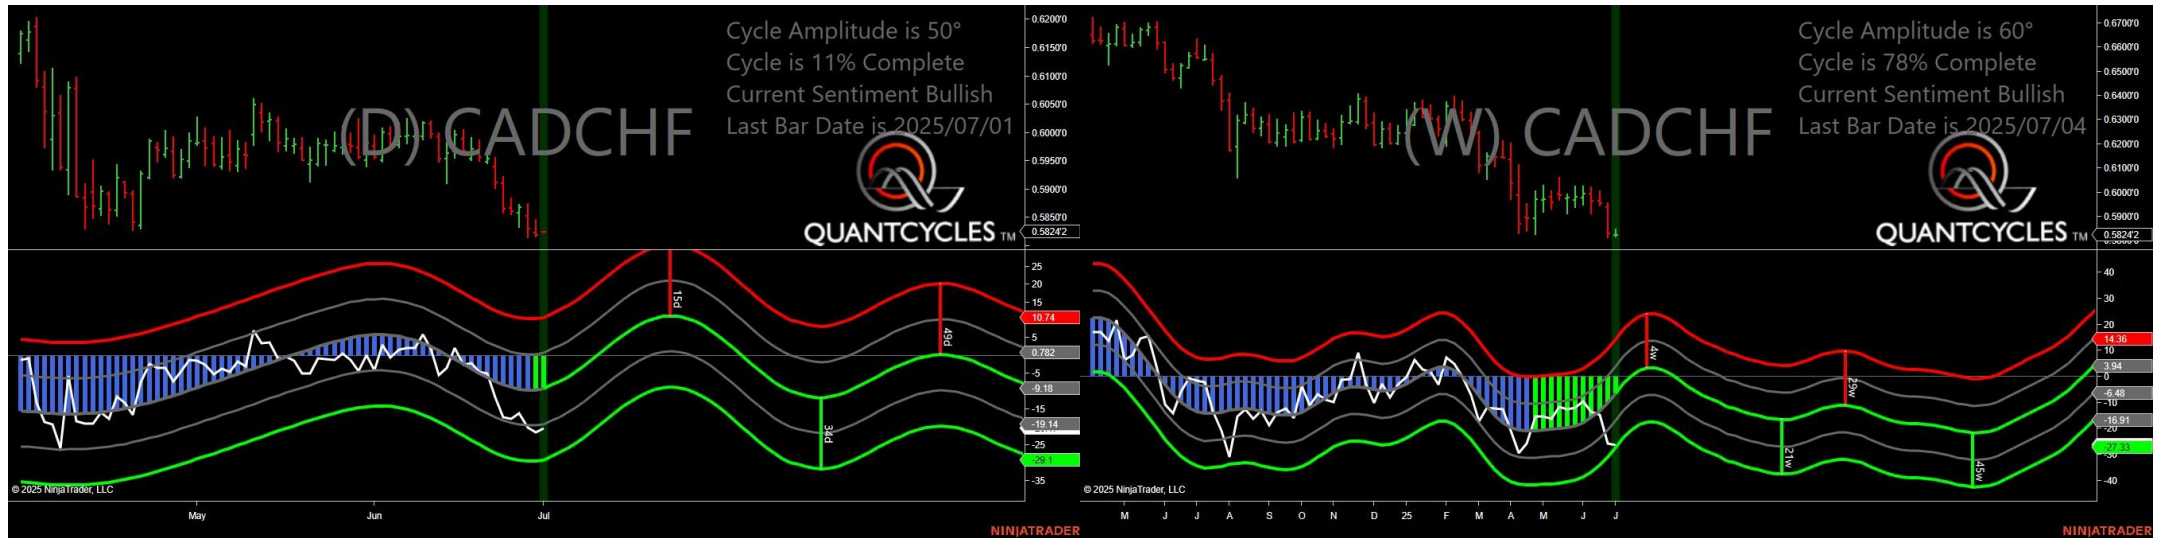 Cycle Amplitude is 50°
Cycle is 11% Complete
Current Sentiment Bullish
Last Bar Date is 2025/07/01
(D) CADCHF
QUANTCYCLES TM
0.6200'0
0.6150'0
0.6100'0
0.6050'0
0.6000'0
0.5950'0
0.5900'0
0.5850'0
0.5824'2
25
20
15
10.74
5
0.782
-5
-9.18
-15
-19.14
-25
-29.1
-35
15d
34d
49d
© 2025 NinjaTrader, LLC
May Jun Jul
NINJATRADER
Cycle Amplitude is 60°
Cycle is 78% Complete
Current Sentiment Bullish
Last Bar Date is 2025/07/04
(W) CADCHF
QUANTCYCLES TM
0.6700'0
0.6600'0
0.6500'0
0.6400'0
0.6300'0
0.6200'0
0.6100'0
0.6000'0
0.5900'0
0.5824'2
40
30
20
14.36
10
3.94
0
-6.48
-10
-16.91
-27.33
-30
-40
4w
21w
29w
45w
© 2025 NinjaTrader, LLC
M J J A S O N D 25 F M A M J J
NINJATRADER